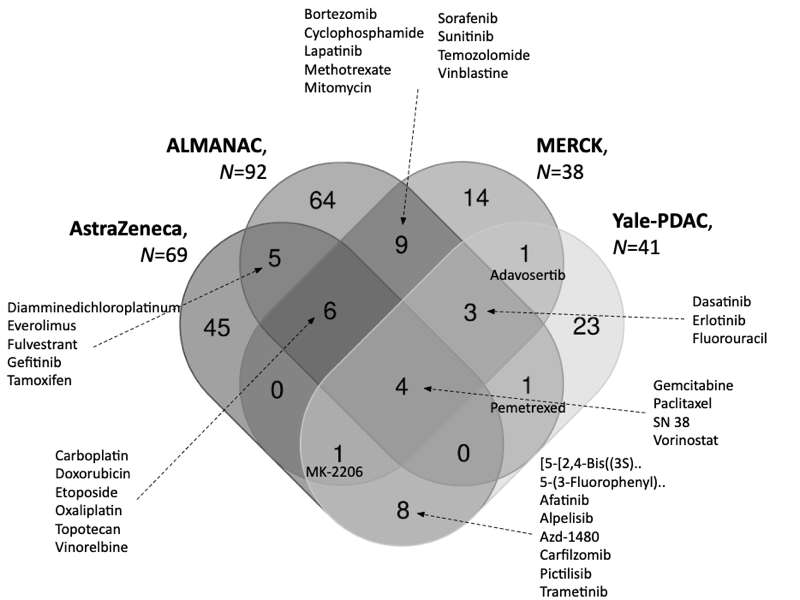 Bortezomib
Cyclophosphamide
Lapatinib
Methotrexate
Mitomycin
Sorafenib
Sunitinib
Temozolomide
Vinblastine
ALMANAC,
N=92
MERCK,
N=38
AstraZeneca,
N=69
Yale-PDAC,
N=41
64
14
5
9
1
Adavosertib
45
6
3
23
Diamminedichloroplatinum
Everolimus
Fulvestrant
Gefitinib
Tamoxifen
Dasatinib
Erlotinib
Fluorouracil
0
4
1
Pemetrexed
Gemcitabine
Paclitaxel
SN 38
Vorinostat
Carboplatin
Doxorubicin
Etoposide
Oxaliplatin
Topotecan
Vinorelbine
1
MK-2206
0
8
[5-[2,4-Bis((3S)..
5-(3-Fluorophenyl)..
Afatinib
Alpelisib
Azd-1480
Carfilzomib
Pictilisib
Trametinib